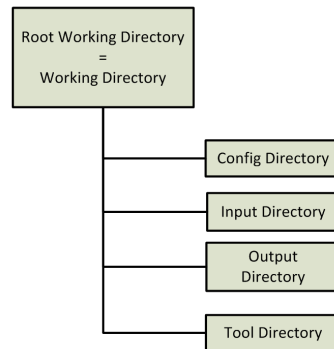 Root Working Directory
=
Working Directory
Config Directory
Input Directory
Output
Directory
Tool Directory